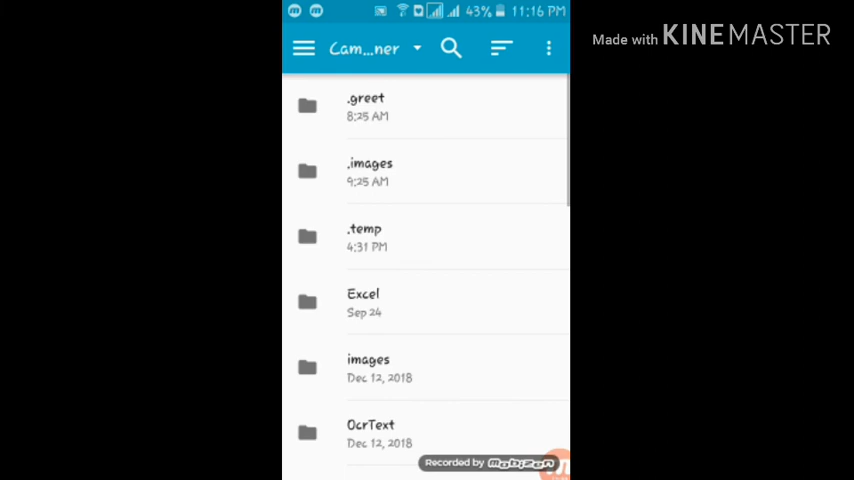 43% 11:16 PM
Made with KINEMASTER
Cam...ner
.greet
8:25 AM
.images
9:25 AM
.temp
4:31 PM
Excel
Sep 24
images
Dec 12, 2018
OcrText
Dec 12, 2018
Recorded by mobizen